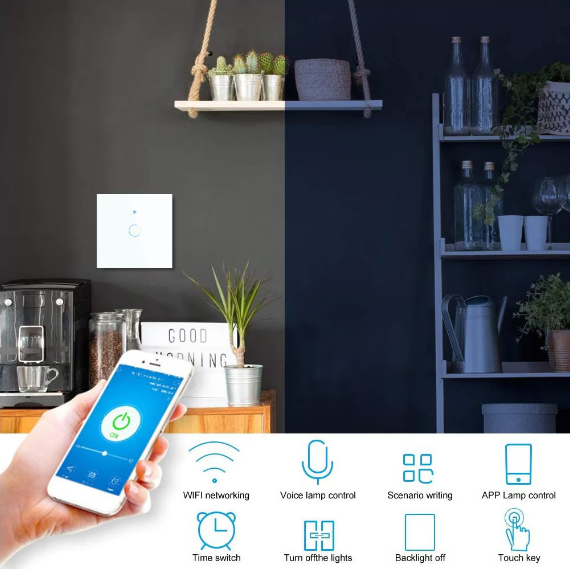 GOOD
MORNING
ON
WIFI networking
Voice lamp control
Scenario writing
APP Lamp control
Time switch
Turn offthe lights
Backlight off
Touch key